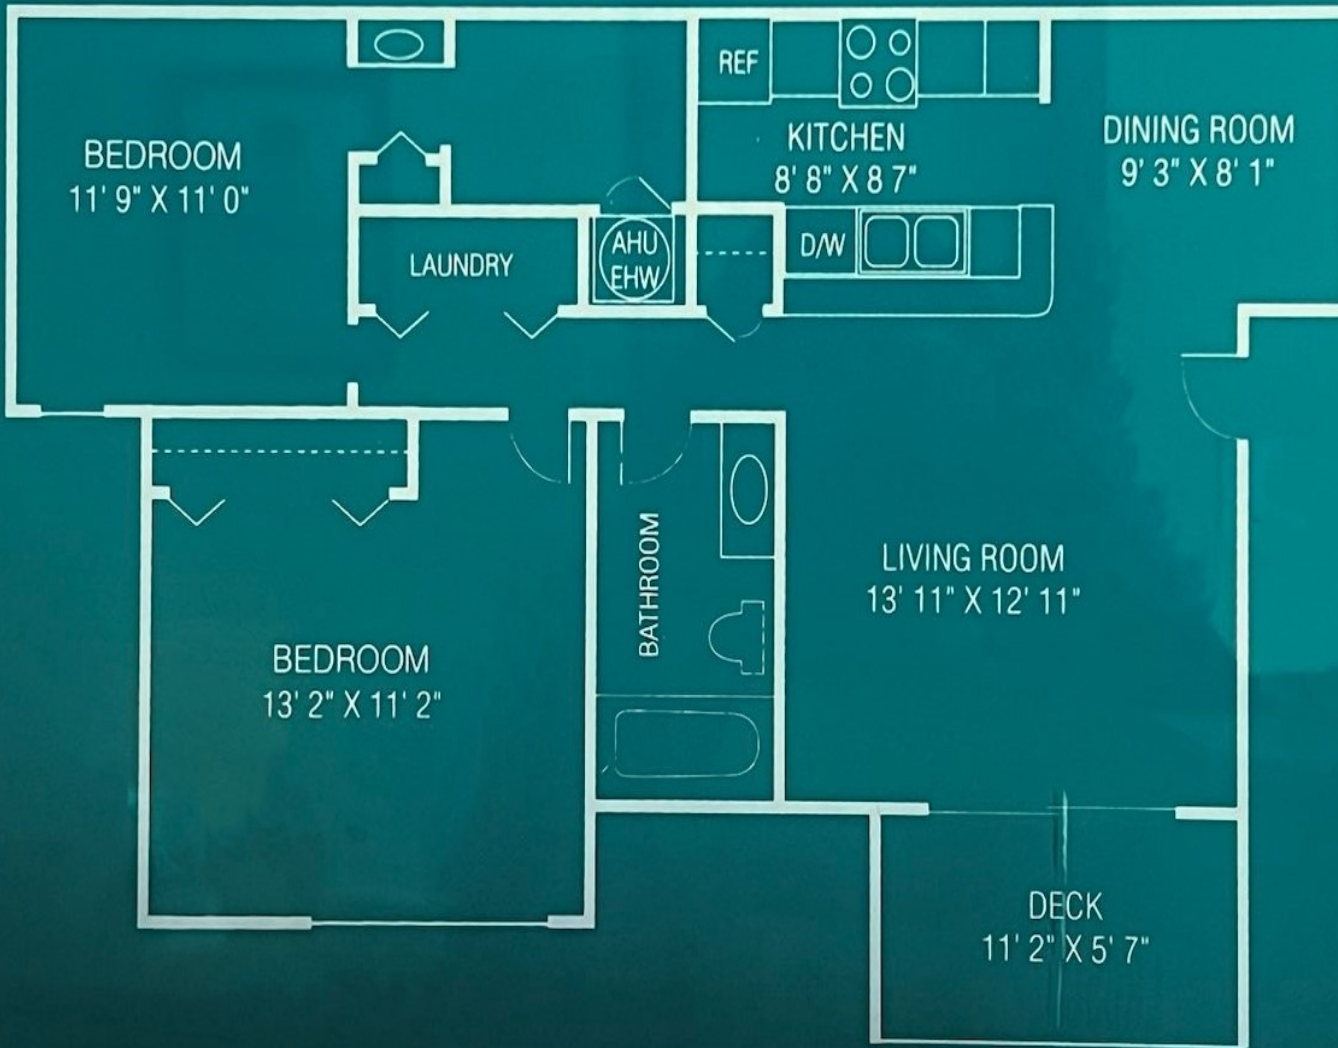 BEDROOM
11' 9" X 11' 0"
REF
KITCHEN
8' 8" X 8 7"
DINING ROOM
9' 3" X 8' 1"
LAUNDRY
AHU
EHW
D/W
BATHROOM
LIVING ROOM
13' 11" X 12' 11"
BEDROOM
13' 2" X 11' 2"
DECK
11' 2" X 5' 7"